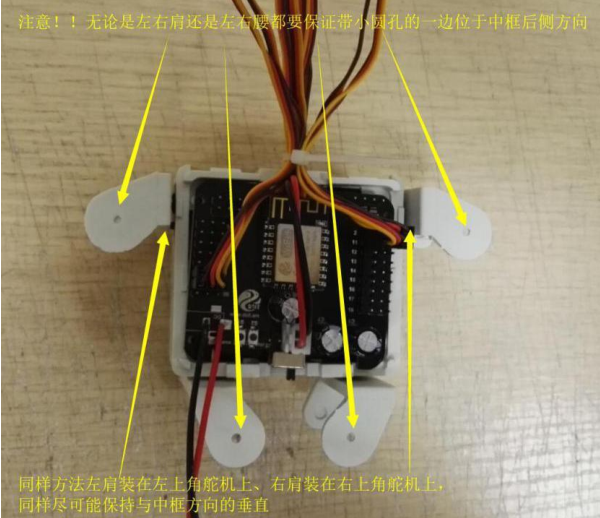 注意！！无论是左右肩还是左右腰都要保证带小圆孔的一边位于中框后侧方向
同样方法左肩装在左上角舵机上、右肩装在右上角舵机上，
同样尽可能保持与中框方向的垂直